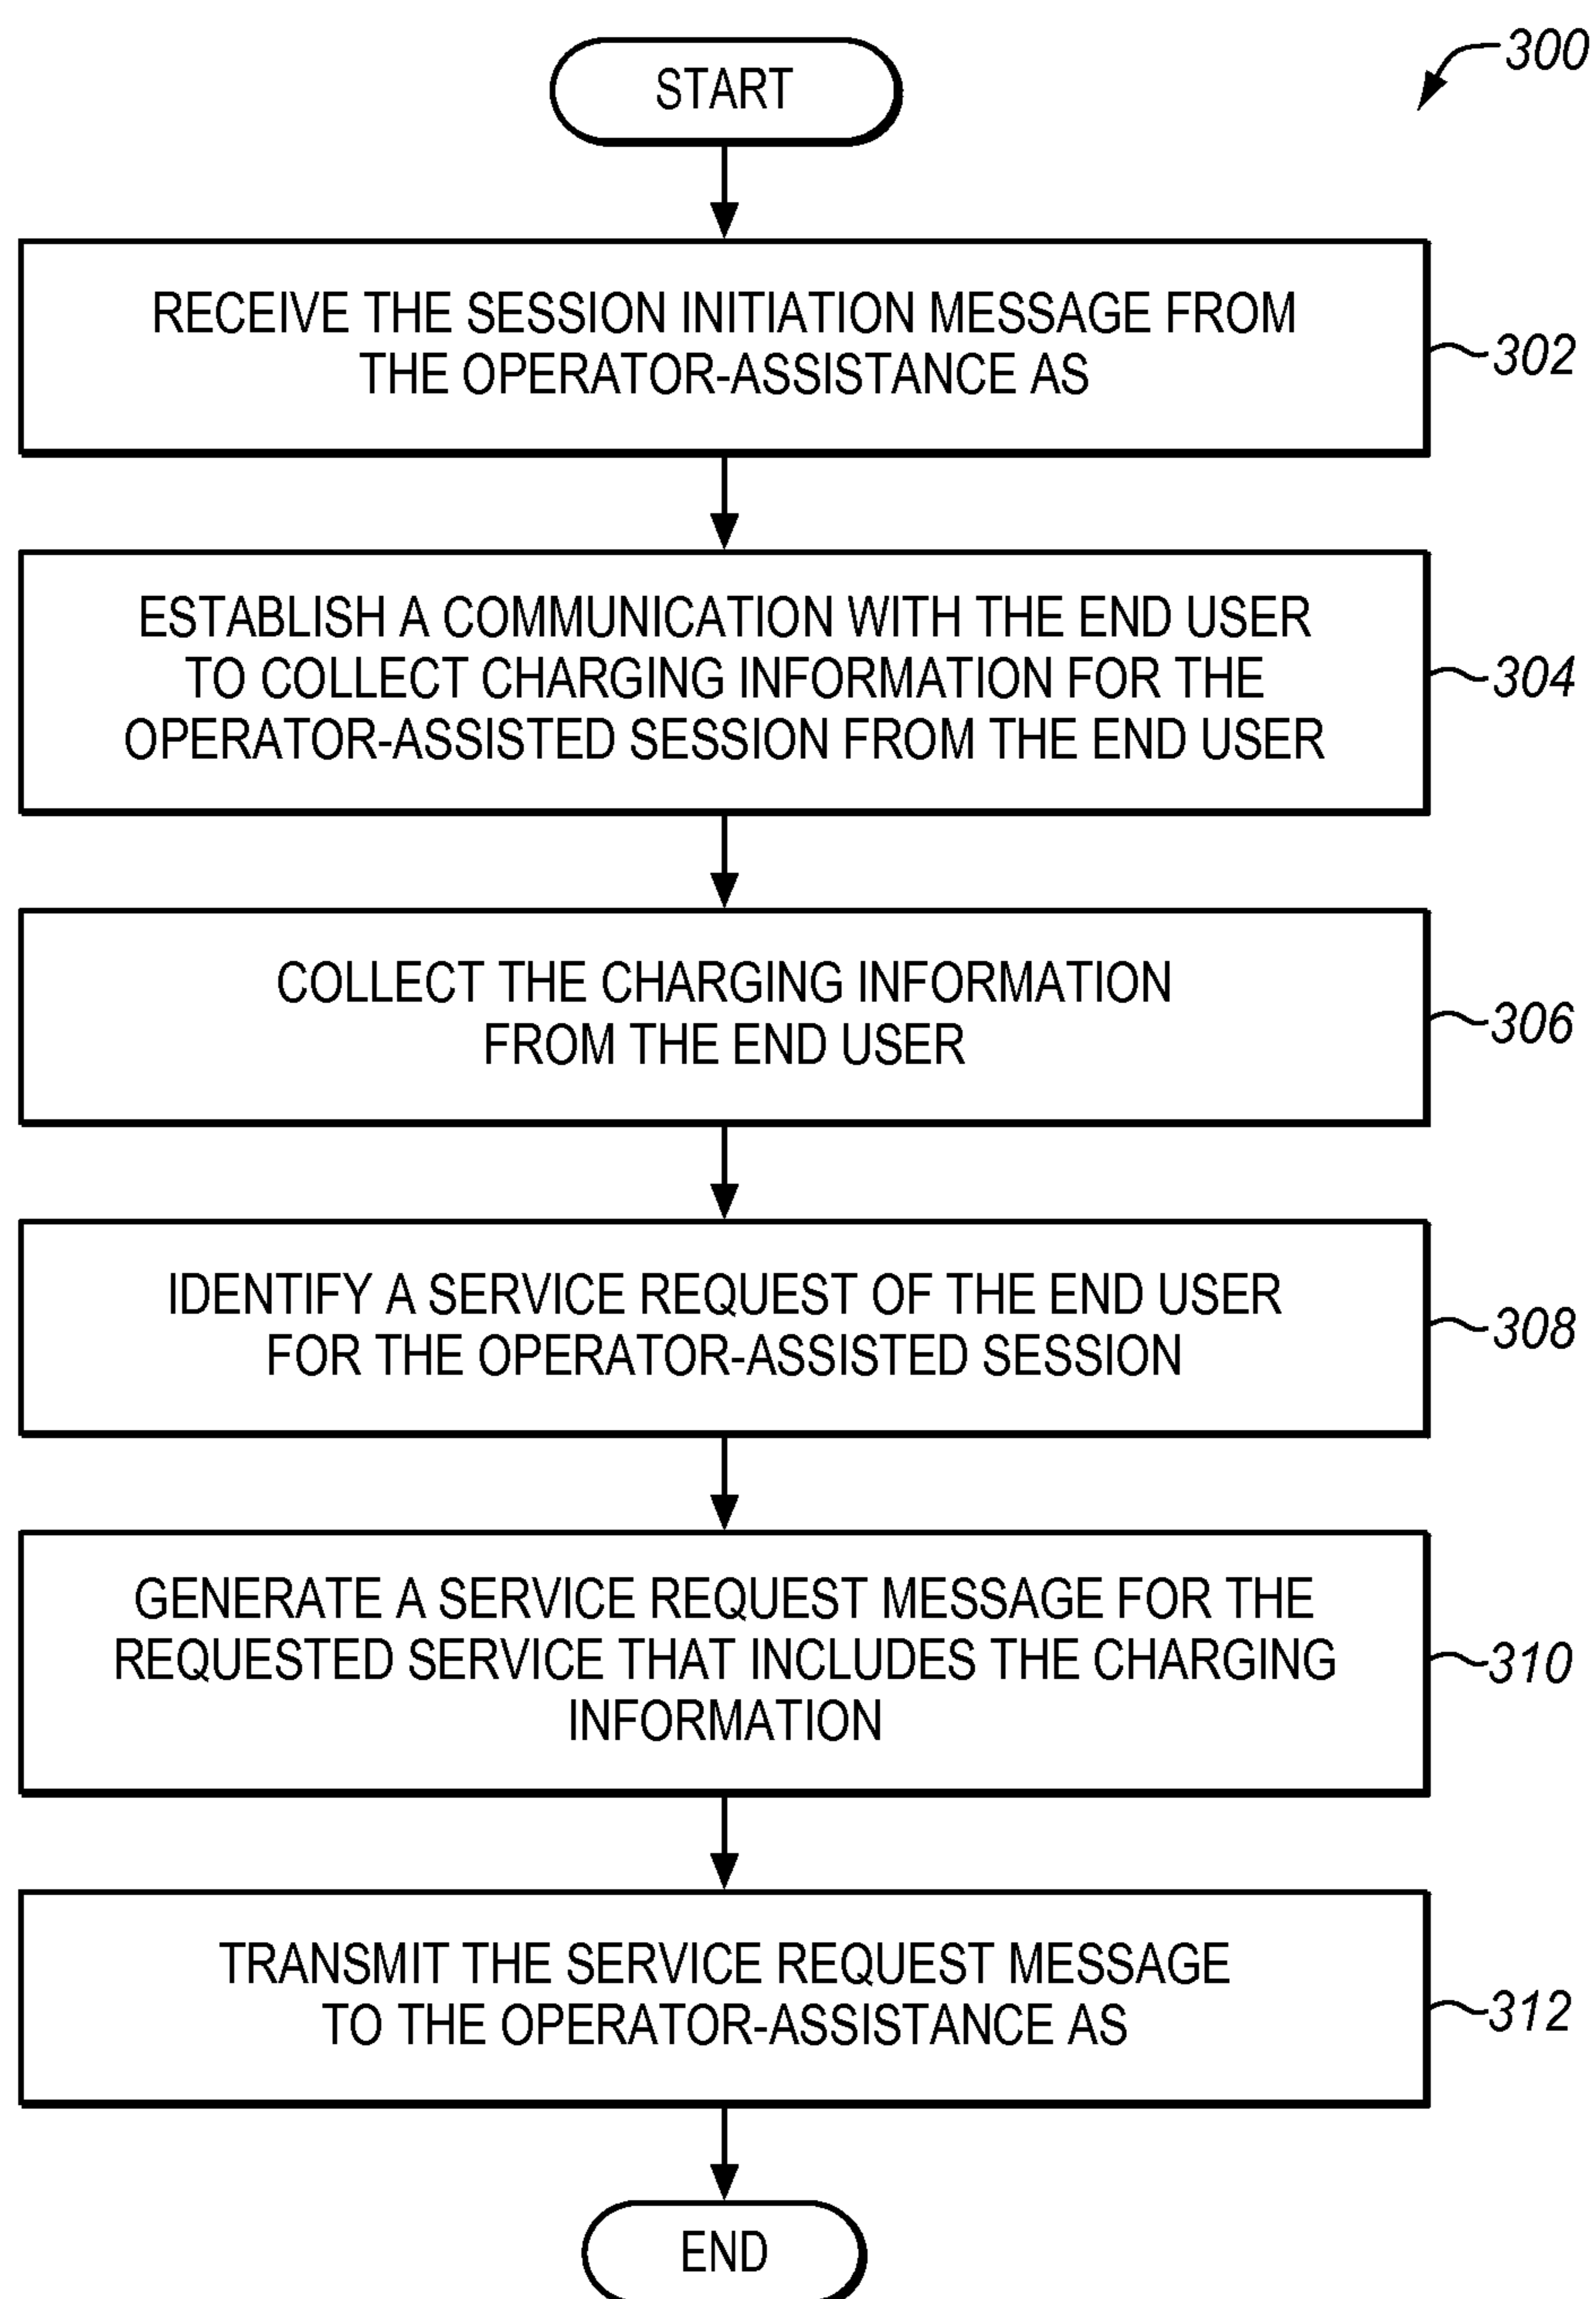 START
300
RECEIVE THE SESSION INITIATION MESSAGE FROM
THE OPERATOR-ASSISTANCE AS
302
ESTABLISH A COMMUNICATION WITH THE END USER
TO COLLECT CHARGING INFORMATION FOR THE
OPERATOR-ASSISTED SESSION FROM THE END USER
304
COLLECT THE CHARGING INFORMATION
FROM THE END USER
306
IDENTIFY A SERVICE REQUEST OF THE END USER
FOR THE OPERATOR-ASSISTED SESSION
308
GENERATE A SERVICE REQUEST MESSAGE FOR THE
REQUESTED SERVICE THAT INCLUDES THE CHARGING
INFORMATION
310
TRANSMIT THE SERVICE REQUEST MESSAGE
TO THE OPERATOR-ASSISTANCE AS
312
END